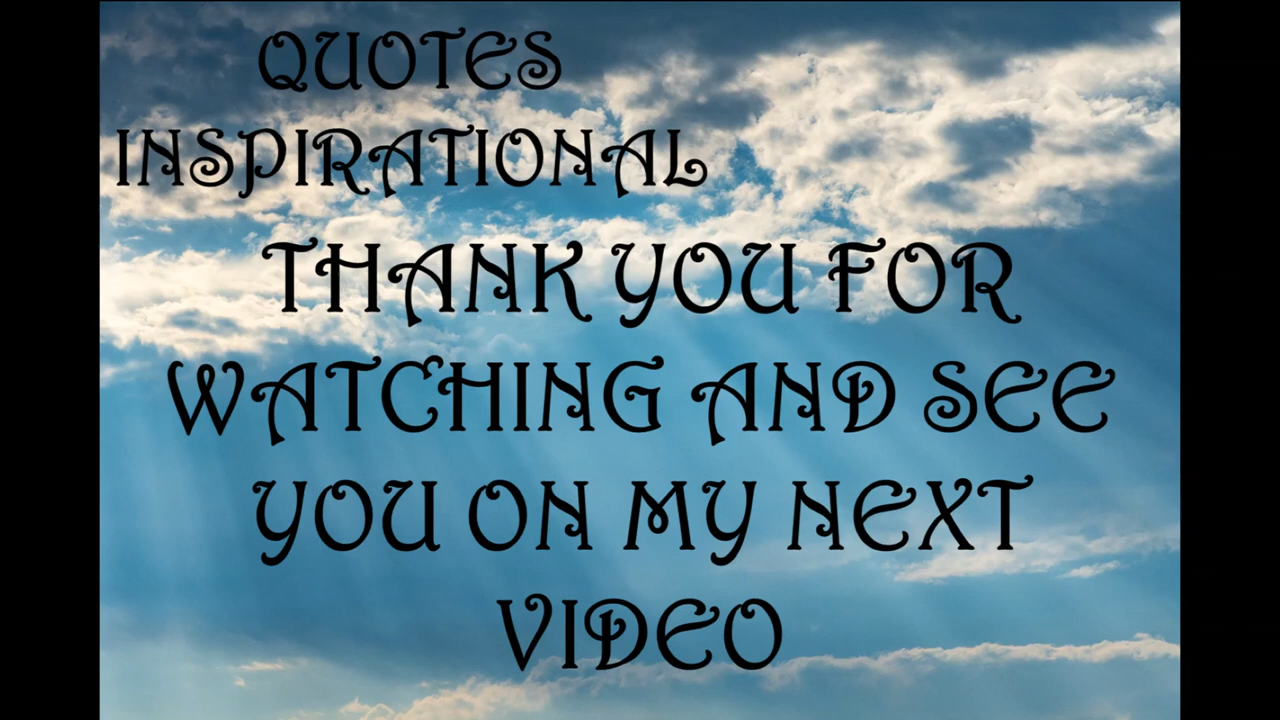 QUOTES
INSPIRATIONAL
THANK YOU FOR
WATCHING AND SEE
YOU ON MY NEXT
VIDEO